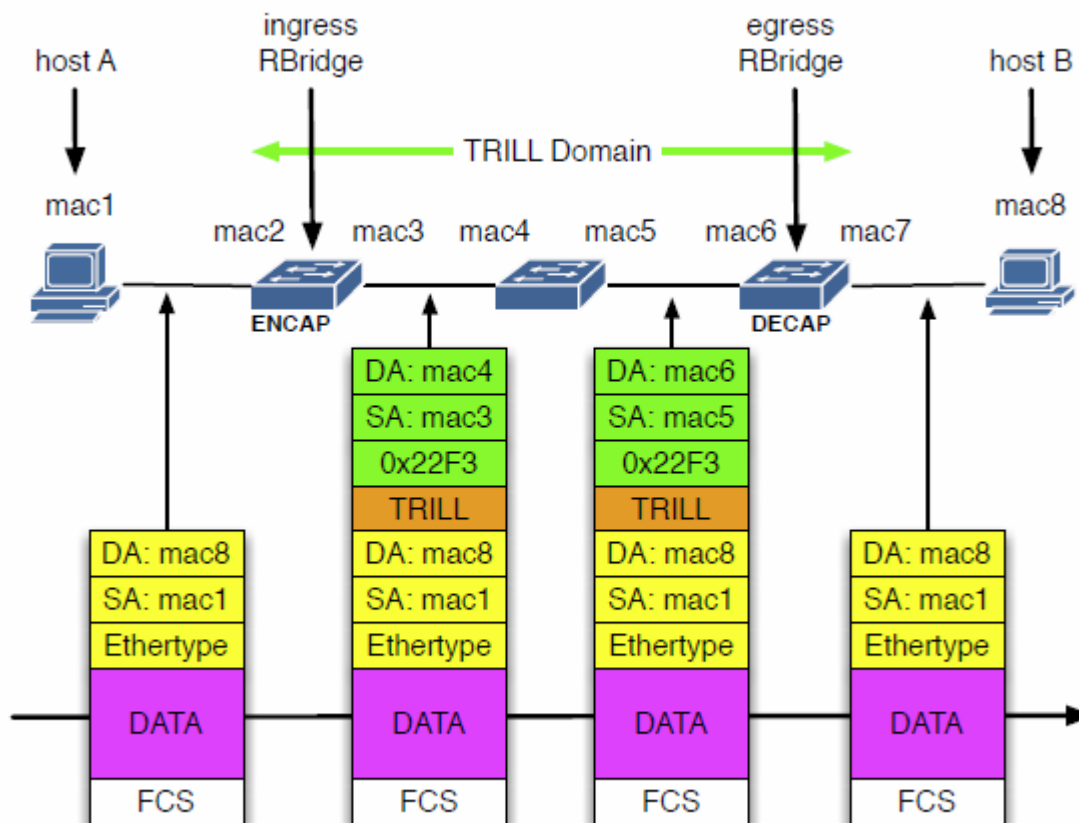 ingress
RBridge
egress
RBridge
host A
host B
TRILL Domain
mac1
mac8
mac2
mac3
mac4
mac5
mac6
mac7
ENCAP
DECAP
DA: mac4
SA: mac3
0x22F3
TRILL
DA: mac8
SA: mac1
Ethertype
DATA
FCS
DA: mac6
SA: mac5
0x22F3
TRILL
DA: mac8
SA: mac1
Ethertype
DATA
FCS
DA: mac8
SA: mac1
Ethertype
DATA
FCS
DA: mac8
SA: mac1
Ethertype
DATA
FCS